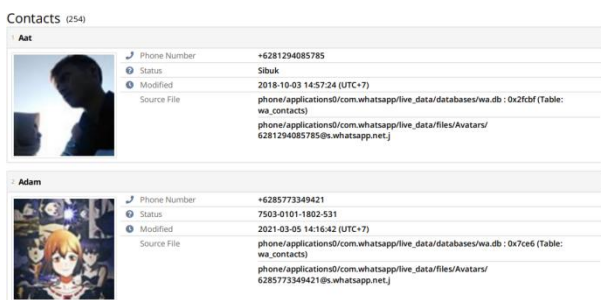 Contacts (254)
1 Aat
Phone Number +6281294085785
Status Sibuk
Modified 2018-10-03 14:57:24 (UTC+7)
Source File phone/applications0/com.whatsapp/live_data/databases/wa.db : 0x2fcbf (Table:
wa_contacts)
phone/applications0/com.whatsapp/live_data/files/Avatars/
6281294085785@s.whatsapp.net.j
2 Adam
Phone Number +6285773349421
Status 7503-0101-1802-531
Modified 2021-03-05 14:16:42 (UTC+7)
Source File phone/applications0/com.whatsapp/live_data/databases/wa.db : 0x7ce6 (Table:
wa_contacts)
phone/applications0/com.whatsapp/live_data/files/Avatars/
6285773349421@s.whatsapp.net.j